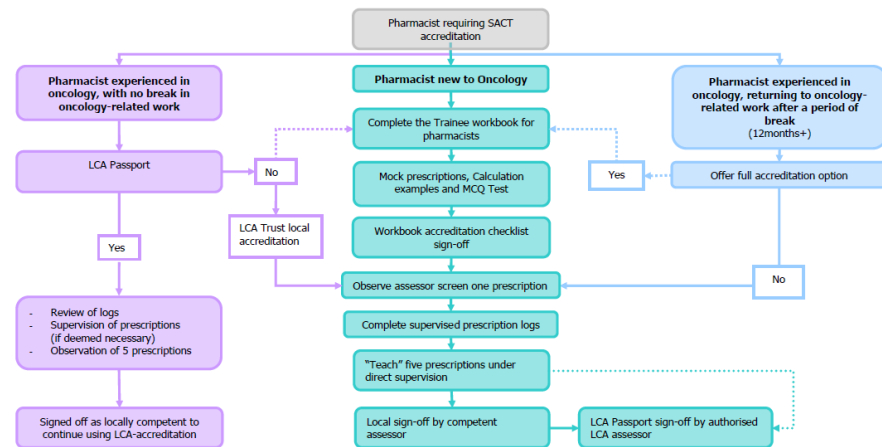 Pharmacist requiring SACT
accreditation
Pharmacist experienced in
oncology, with no break in
oncology-related work
Pharmacist new to Oncology
Pharmacist experienced in
oncology, returning to oncology-
related work after a period of
break
(12months+)
Complete the Trainee workbook for
pharmacists
LCA Passport
No
Yes
Offer full accreditation option
Mock prescriptions, Calculation
examples and MCQ Test
LCA Trust local
accreditation
Workbook accreditation checklist
sign-off
Yes
No
Observe assessor screen one prescription
- Review of logs
- Supervision of prescriptions
(if deemed necessary)
- Observation of 5 prescriptions
Complete supervised prescription logs
"Teach" five prescriptions under
direct supervision
Signed off as locally competent to
continue using LCA-accreditation
Local sign-off by competent
assessor
LCA Passport sign-off by authorised
LCA assessor